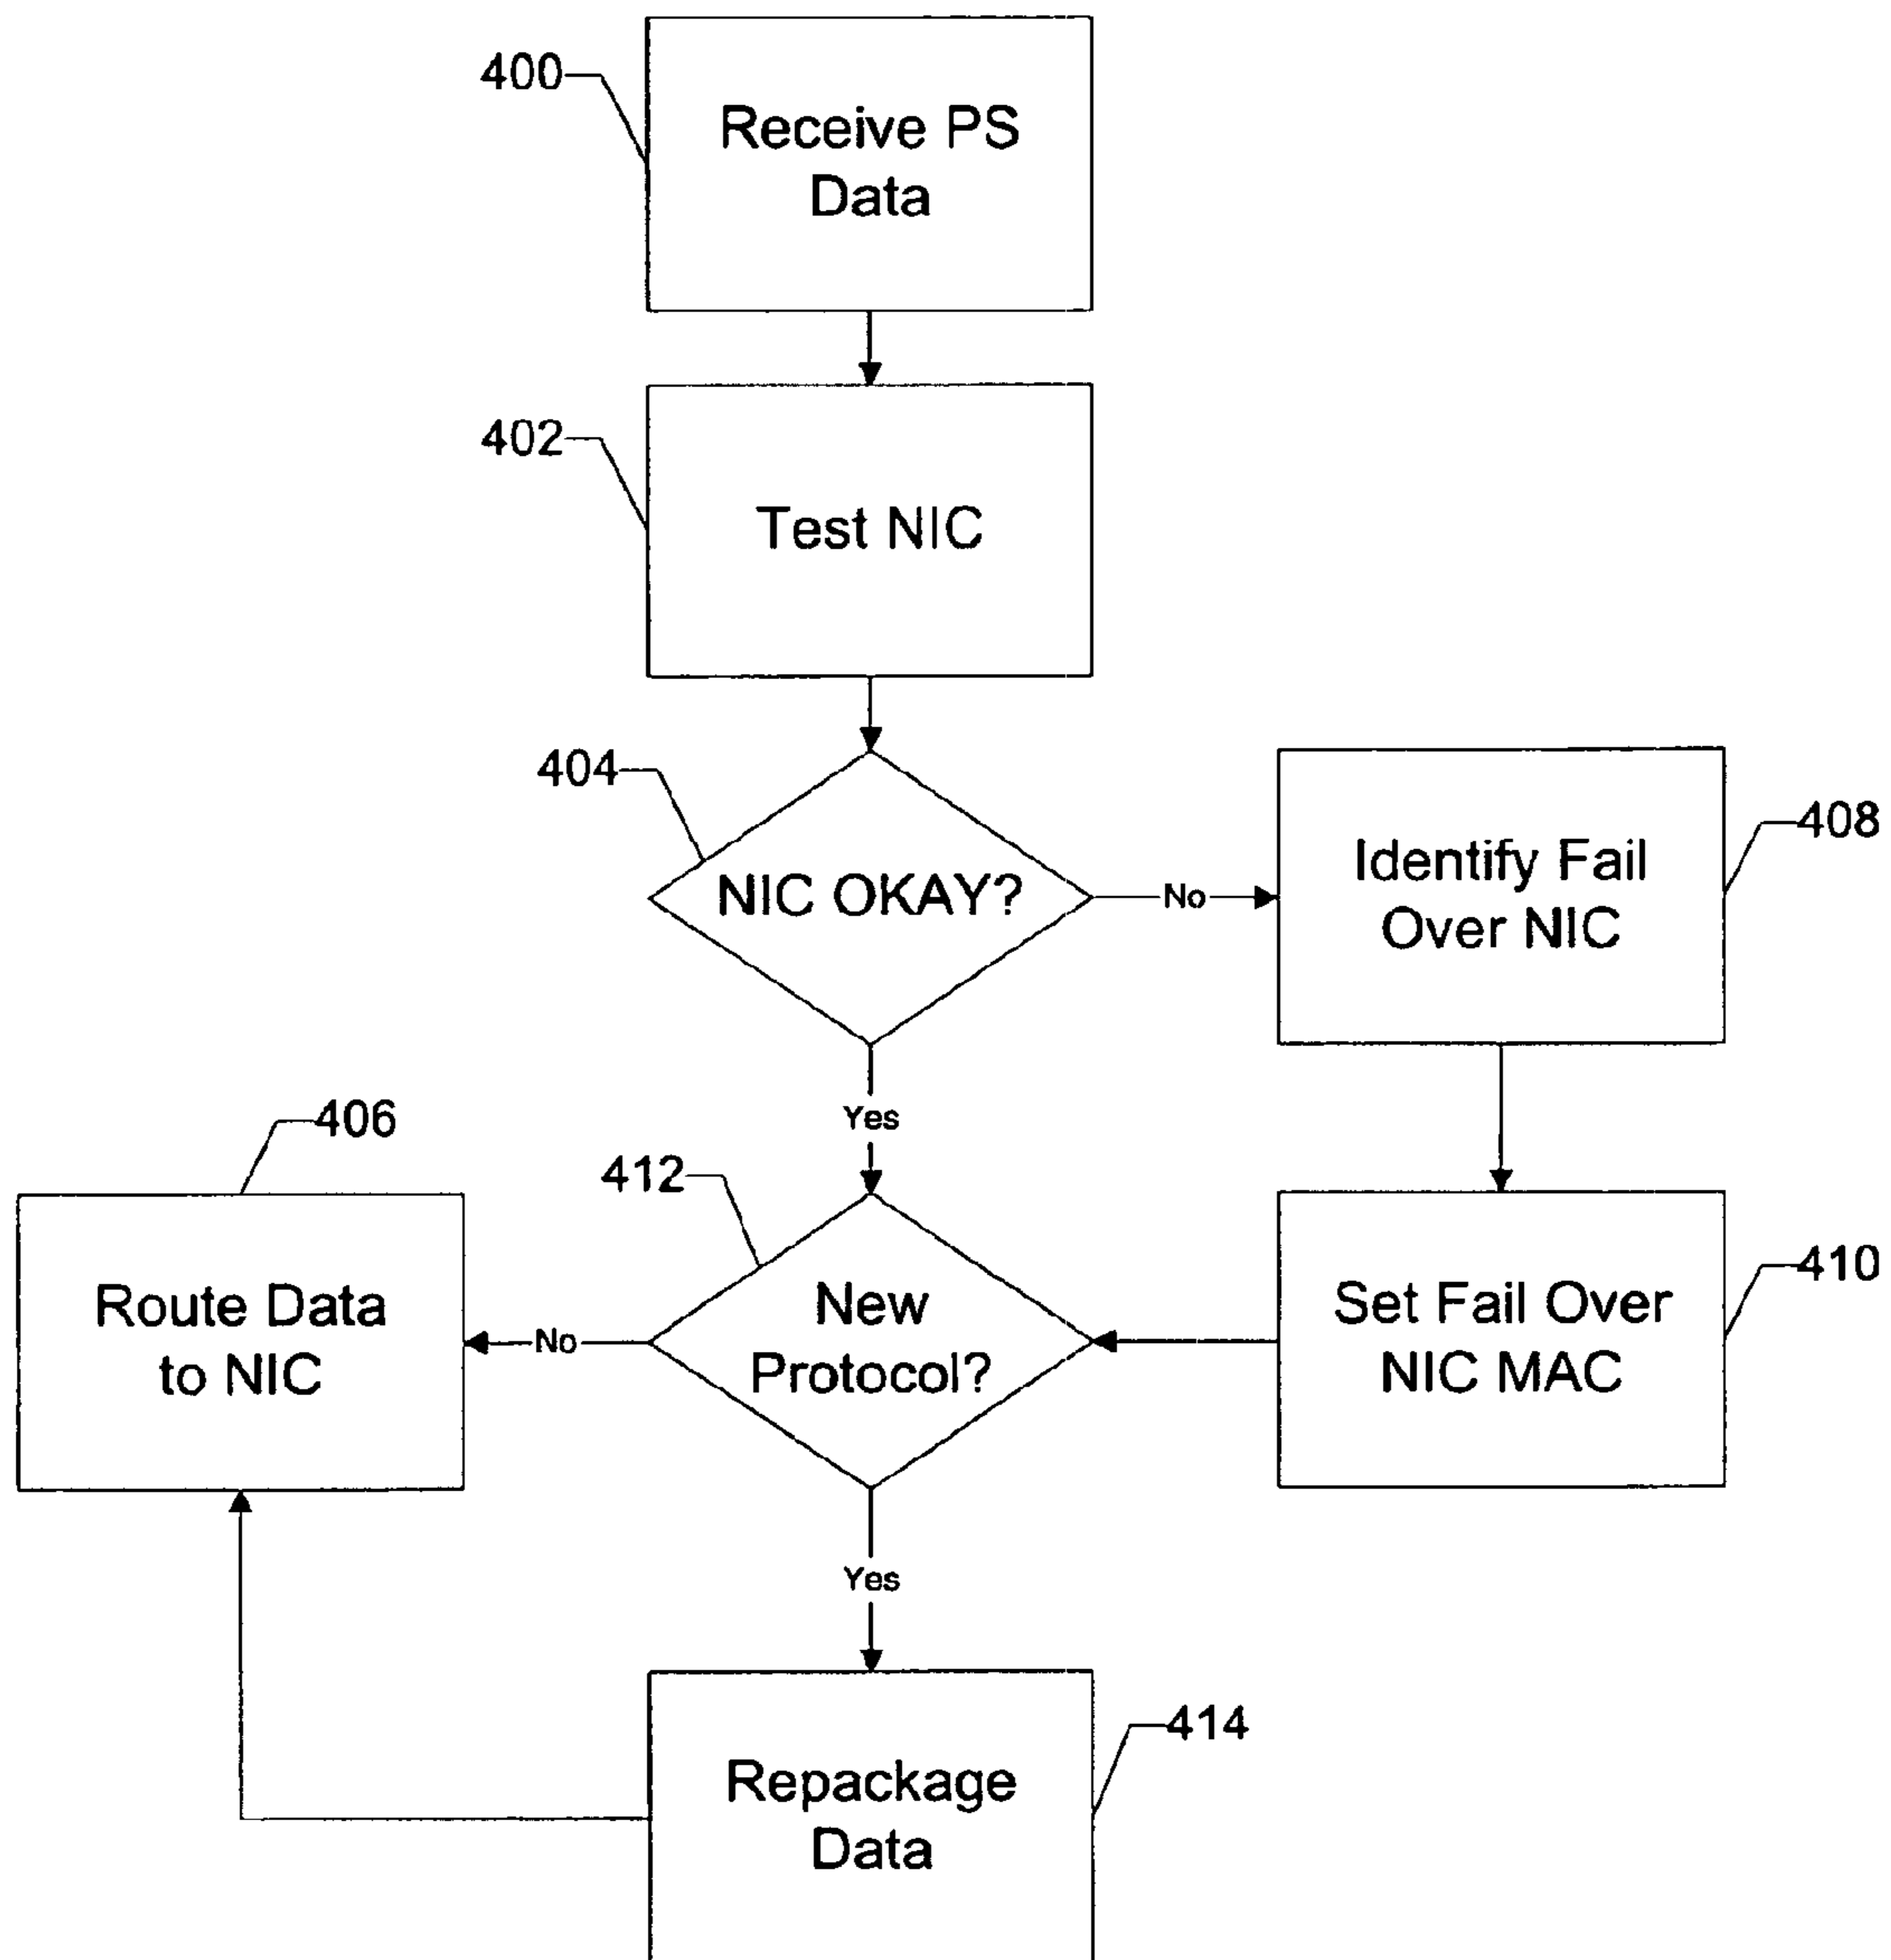 400
Receive PS
Data
402
Test NIC
404
NIC OKAY?
No
Identify Fail
Over NIC
408
Yes
406
412
Route Data
to NIC
No
New
Protocol?
Set Fail Over
NIC MAC
410
Yes
Repackage
Data
414